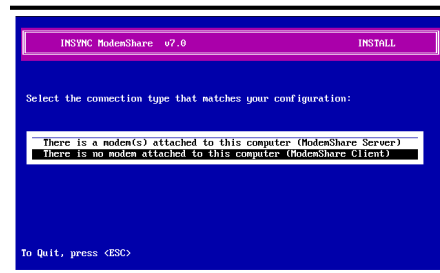 INSYNC ModemShare v7.0 INSTALL
Select the connection type that matches your configuration:
There is a modem(s) attached to this computer (ModemShare Server)
There is no modem attached to this computer (ModemShare Client)
To Quit, press <ESC>